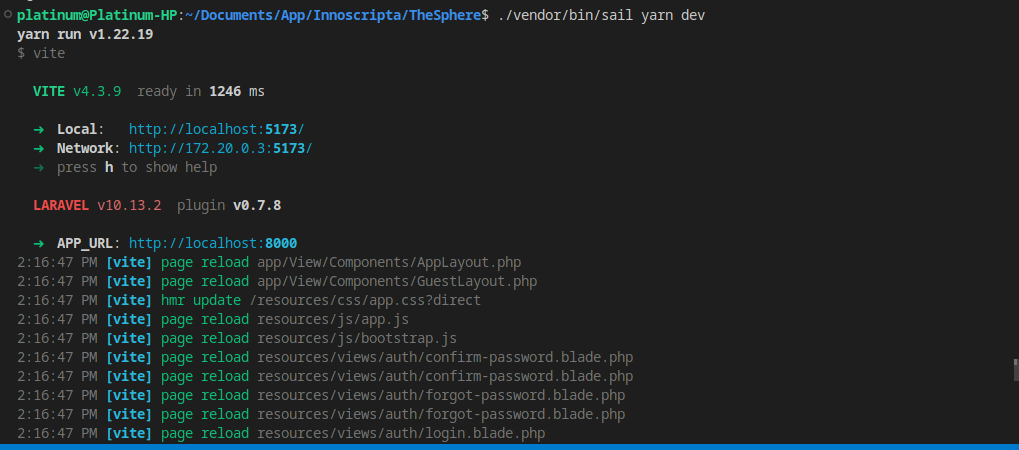 platinum@Platinum-HP:~/Documents/App/Innoscripta/TheSphere$ ./vendor/bin/sail yarn dev
yarn run v1.22.19
$ vite
VITE v4.3.9 ready in 1246 ms
➜ Local: http://localhost:5173/
➜ Network: http://172.20.0.3:5173/
➜ press h to show help
LARAVEL v10.13.2 plugin v0.7.8
➜ APP_URL: http://localhost:8000
2:16:47 PM [vite] page reload app/View/Components/AppLayout.php
2:16:47 PM [vite] page reload app/View/Components/GuestLayout.php
2:16:47 PM [vite] hmr update /resources/css/app.css?direct
2:16:47 PM [vite] page reload resources/js/app.js
2:16:47 PM [vite] page reload resources/js/bootstrap.js
2:16:47 PM [vite] page reload resources/views/auth/confirm-password.blade.php
2:16:47 PM [vite] page reload resources/views/auth/confirm-password.blade.php
2:16:47 PM [vite] page reload resources/views/auth/forgot-password.blade.php
2:16:47 PM [vite] page reload resources/views/auth/forgot-password.blade.php
2:16:47 PM [vite] page reload resources/views/auth/login.blade.php